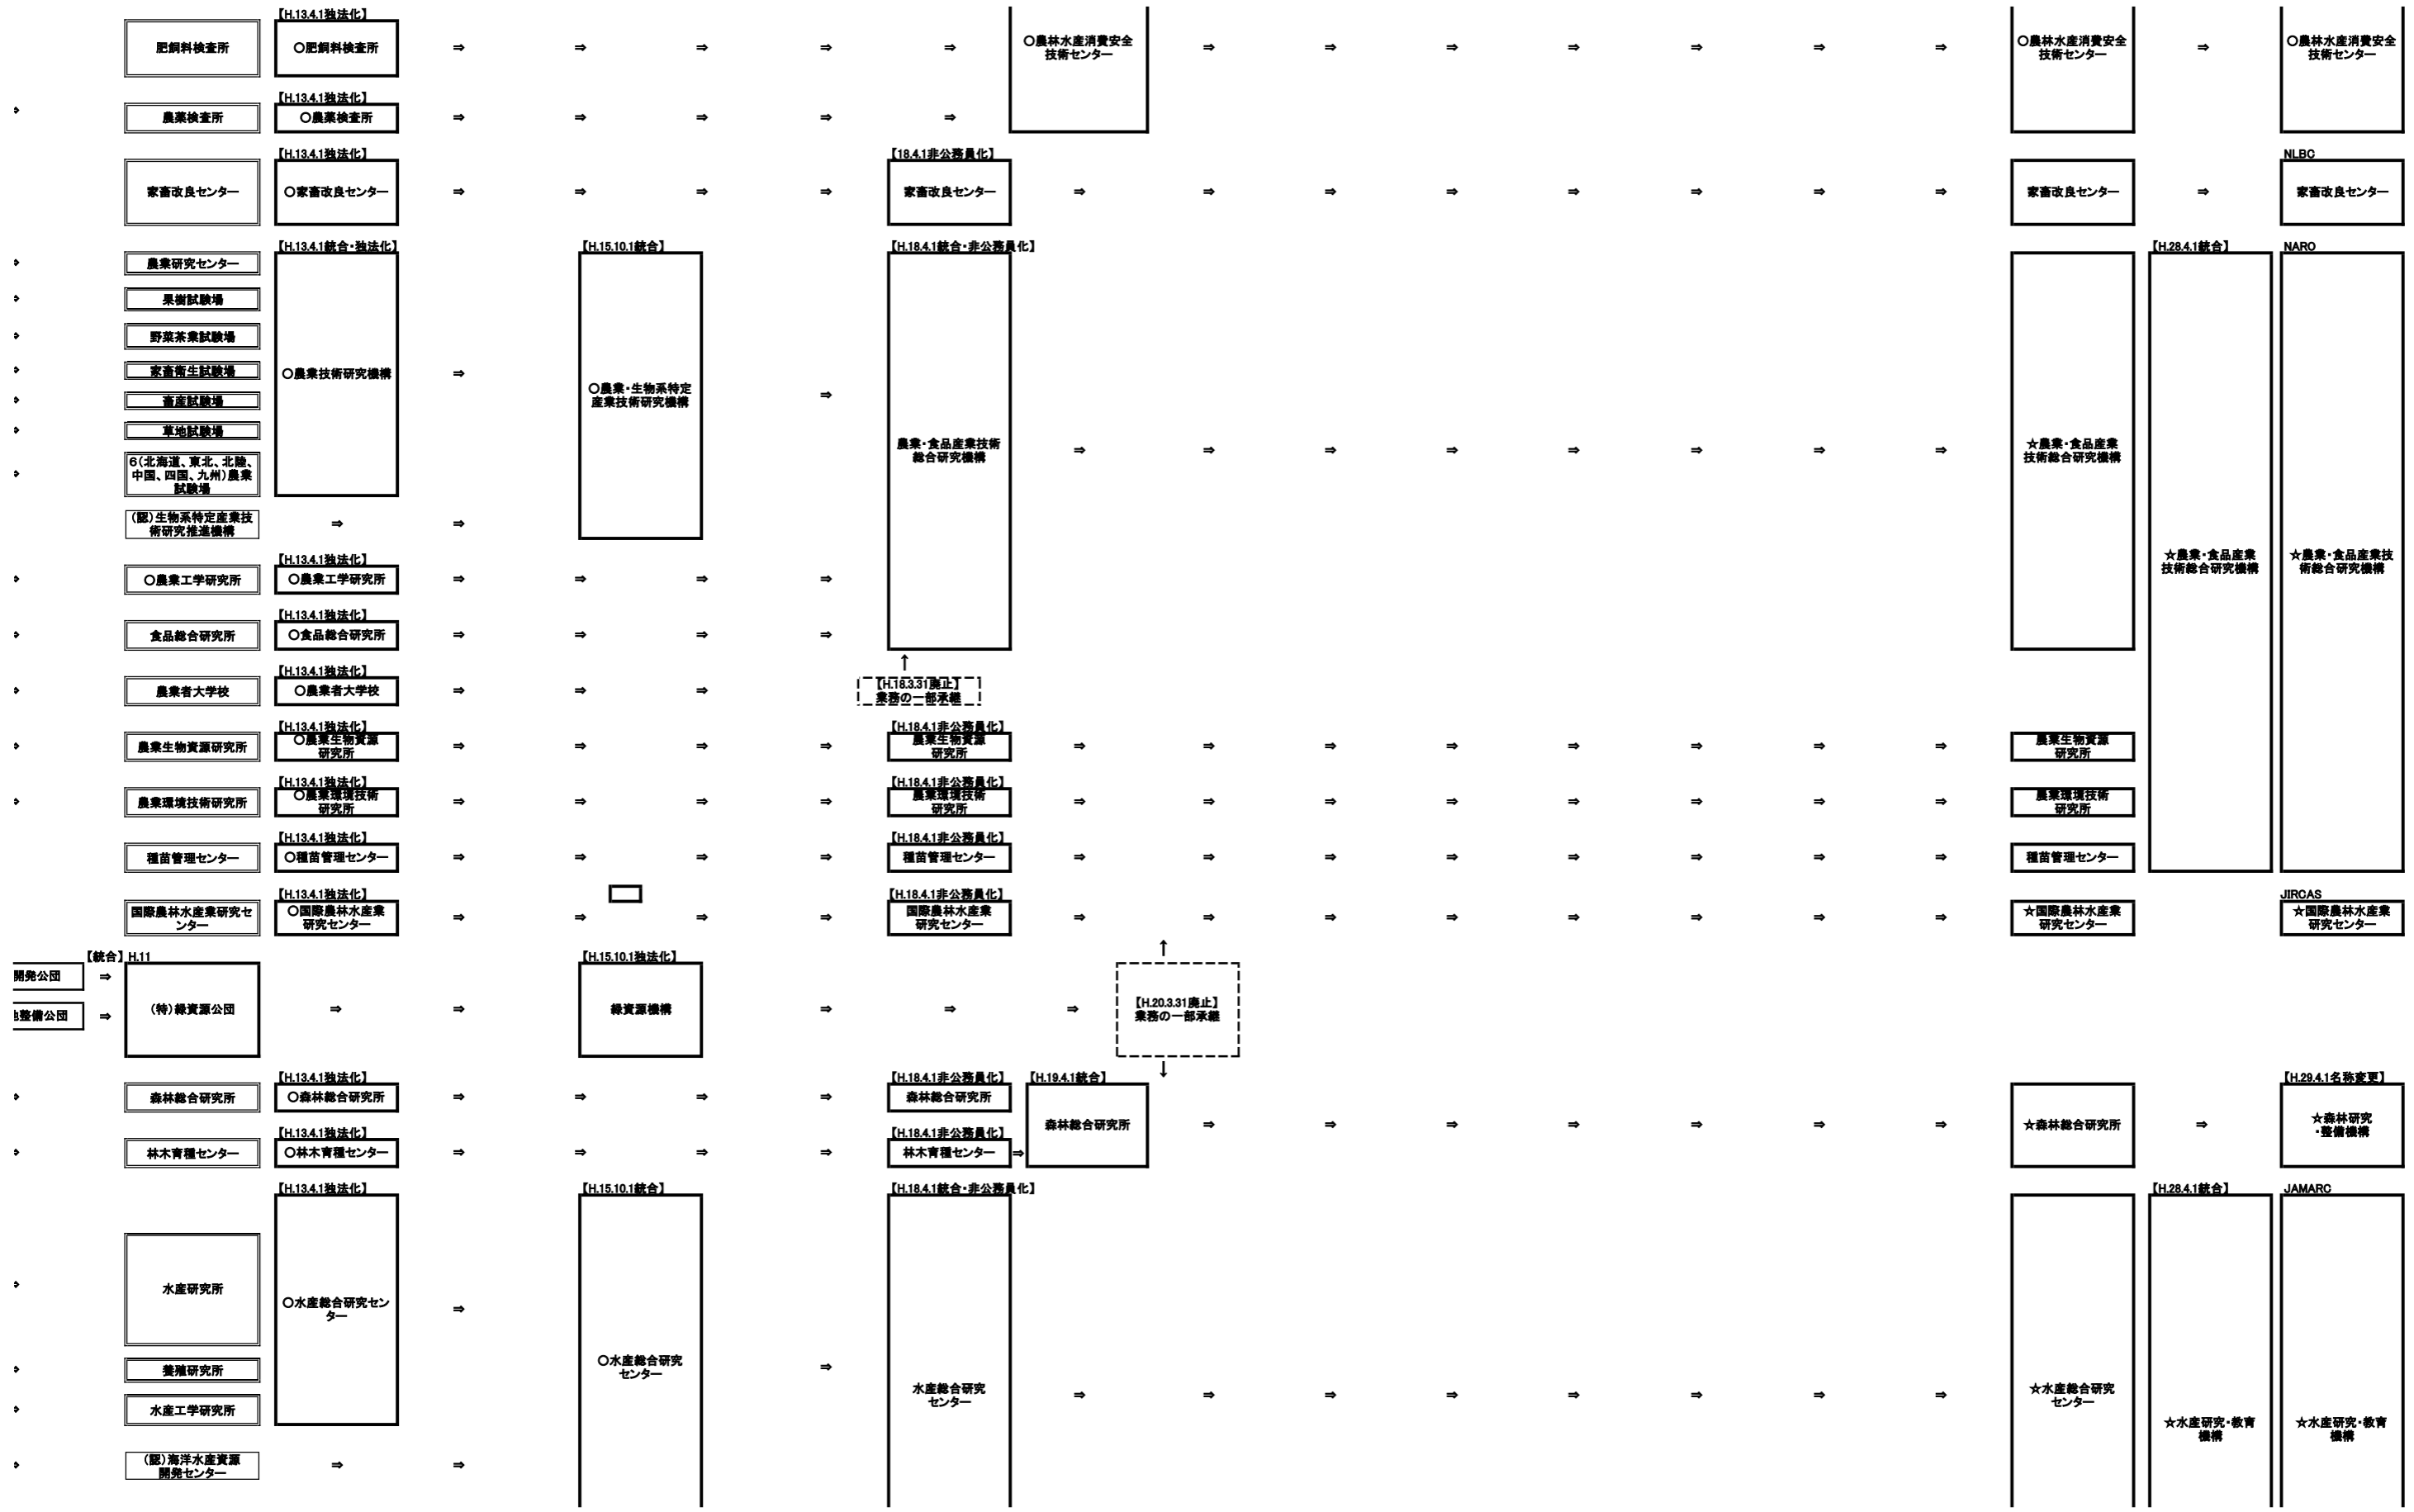 【H.13.4.1独法化】
肥飼料検査所
○肥飼料検査所
⇒ ⇒ ⇒ ⇒ ⇒
○農林水産消費安全
技術センター
⇒ ⇒ ⇒ ⇒ ⇒ ⇒ ⇒
○農林水産消費安全
技術センター
⇒
○農林水産消費安全
技術センター
【H.13.4.1独法化】
農薬検査所
○農薬検査所
⇒ ⇒ ⇒ ⇒ ⇒
【H.13.4.1独法化】
【18.4.1非公務員化】
NLBC
家畜改良センター
○家畜改良センター
⇒ ⇒ ⇒ ⇒
家畜改良センター
⇒ ⇒ ⇒ ⇒ ⇒ ⇒ ⇒ ⇒
家畜改良センター
⇒
家畜改良センター
【H.13.4.1統合・独法化】
【H.15.10.1統合】
【H.18.4.1統合・非公務員化】
【H.28.4.1統合】
NARO
農業研究センター
果樹試験場
野菜茶業試験場
家畜衛生試験場
畜産試験場
草地試験場
6(北海道、東北、北陸、
中国、四国、九州)農業
試験場
○農業技術研究機構
⇒
○農業・生物系特定
産業技術研究機構
⇒
農業・食品産業技術
総合研究機構
⇒ ⇒ ⇒ ⇒ ⇒ ⇒ ⇒ ⇒
☆農業・食品産業
技術総合研究機構
☆農業・食品産業
技術総合研究機構
☆農業・食品産業技
術総合研究機構
(認)生物系特定産業技
術研究推進機構
⇒ ⇒
【H.13.4.1独法化】
○農業工学研究所
○農業工学研究所
⇒ ⇒ ⇒ ⇒
【H.13.4.1独法化】
食品総合研究所
○食品総合研究所
⇒ ⇒ ⇒ ⇒
↑
【H.13.4.1独法化】
農業者大学校
○農業者大学校
⇒ ⇒ ⇒
【H.18.3.31廃止】
業務の一部承継
【H.13.4.1独法化】
【H.18.4.1非公務員化】
農業生物資源研究所
○農業生物資源
研究所
⇒ ⇒ ⇒ ⇒
農業生物資源
研究所
⇒ ⇒ ⇒ ⇒ ⇒ ⇒ ⇒ ⇒
農業生物資源
研究所
【H.13.4.1独法化】
【H.18.4.1非公務員化】
農業環境技術研究所
○農業環境技術
研究所
⇒ ⇒ ⇒ ⇒
農業環境技術
研究所
⇒ ⇒ ⇒ ⇒ ⇒ ⇒ ⇒ ⇒
農業環境技術
研究所
【H.13.4.1独法化】
【H.18.4.1非公務員化】
種苗管理センター
○種苗管理センター
⇒ ⇒ ⇒ ⇒
種苗管理センター
⇒ ⇒ ⇒ ⇒ ⇒ ⇒ ⇒ ⇒
種苗管理センター
【H.13.4.1独法化】
【H.18.4.1非公務員化】
JIRCAS
国際農林水産業研究セ
ンター
○国際農林水産業
研究センター
⇒ ⇒ ⇒ ⇒
国際農林水産業
研究センター
⇒ ⇒ ⇒ ⇒ ⇒ ⇒ ⇒ ⇒
☆国際農林水産業
研究センター
☆国際農林水産業
研究センター
↑
【統合】H.11
【H.15.10.1独法化】
開発公団
⇒
整備公団
⇒
(特)緑資源公団
⇒ ⇒
緑資源機構
⇒ ⇒ ⇒
【H.20.3.31廃止】
業務の一部承継
↓
【H.13.4.1独法化】
【H.18.4.1非公務員化】
【H.19.4.1統合】
【H.29.4.1名称変更】
森林総合研究所
○森林総合研究所
⇒ ⇒ ⇒ ⇒
森林総合研究所
森林総合研究所
⇒ ⇒ ⇒ ⇒ ⇒ ⇒ ⇒
☆森林総合研究所
⇒
☆森林研究
・整備機構
【H.13.4.1独法化】
【H.18.4.1非公務員化】
林木育種センター
○林木育種センター
⇒ ⇒ ⇒ ⇒
林木育種センター
⇒
【H.13.4.1独法化】
【H.15.10.1統合】
【H.18.4.1統合・非公務員化】
【H.28.4.1統合】
JAMARC
水産研究所
養殖研究所
水産工学研究所
○水産総合研究セン
ター
⇒
○水産総合研究
センター
⇒
水産総合研究
センター
⇒ ⇒ ⇒ ⇒ ⇒ ⇒ ⇒ ⇒
☆水産総合研究
センター
☆水産研究・教育
機構
☆水産研究・教育
機構
(認)海洋水産資源
開発センター
⇒ ⇒